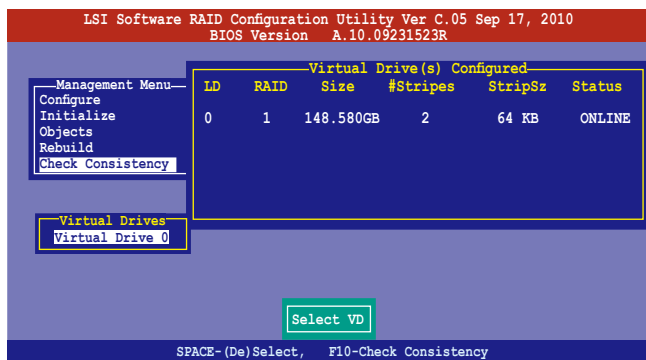 LSI Software RAID Configuration Utility Ver C.05 Sep 17, 2010
BIOS Version A.10.09231523R
Management Menu
Configure
Initialize
Objects
Rebuild
Check Consistency
Virtual Drive(s) Configured
LD RAID Size #Stripes StripSz Status
0 1 148.580GB 2 64 KB ONLINE
Virtual Drives
Virtual Drive 0
Select VD
SPACE-(De)Select, F10-Check Consistency